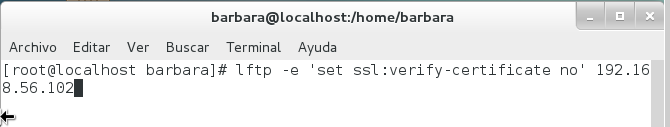 barbara@localhost:/home/barbara
Archivo Editar Ver Buscar Terminal Ayuda
[root@localhost barbara]# lftp -e 'set ssl:verify-certificate no' 192.16
8.56.102